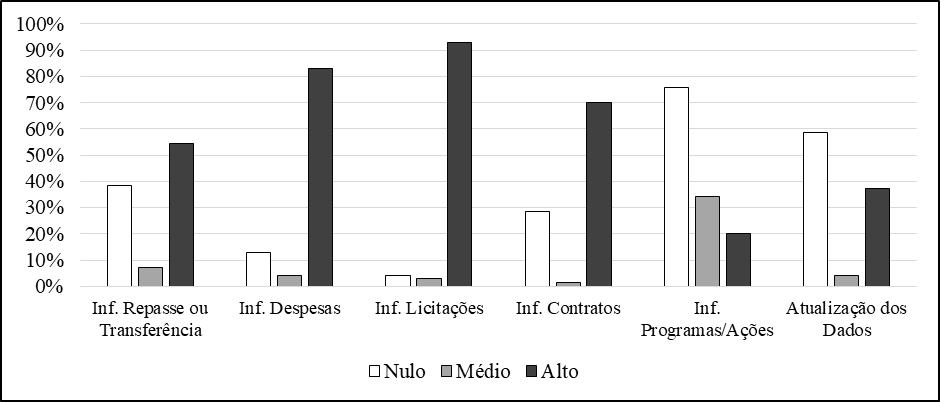 100%
90%
80%
70%
60%
50%
40%
30%
20%
10%
0%
Inf. Repasse ou
Transferência
Inf. Despesas
Inf. Licitações
Inf. Contratos
Inf.
Programas/Ações
Atualização dos
Dados
Nulo Médio Alto